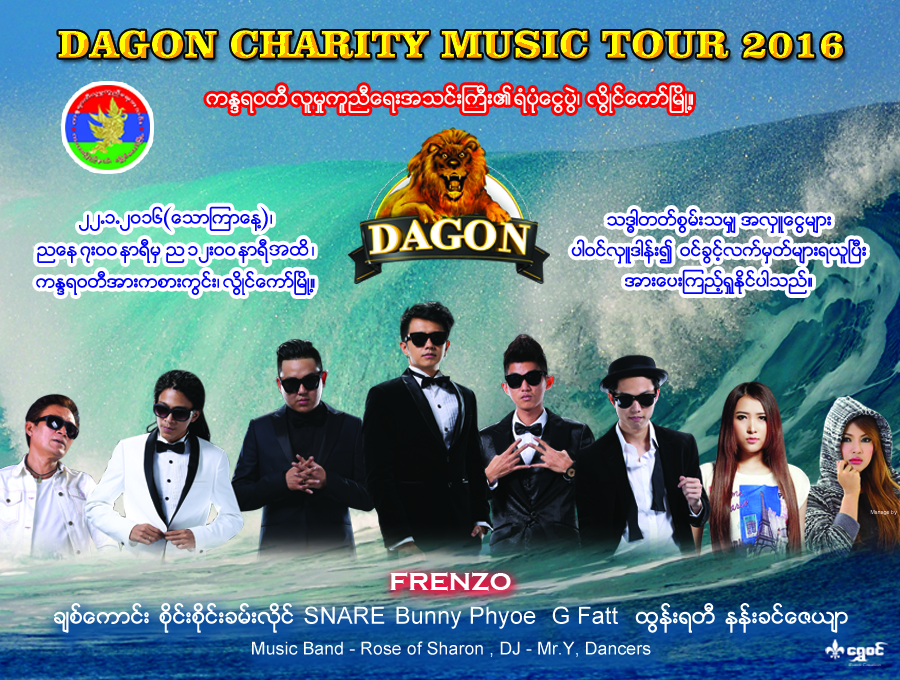 DAGON CHARITY MUSIC TOUR 2016
ကန္ဒရဝတီ လူမှုကူညီရေးအသင်းကြီး၏ ရံပုံငွေပွဲ၊ လွိုင်ကော်မြို့။
DAGON
၂၂.၁.၂၀၁၆(သောကြာနေ့)၊
ညနေ ၇း၀၀ နာရီမှ ည ၁၂း၀၀ နာရီအထိ ၊
ကန္ဒရဝတီအားကစားကွင်း၊ လွိုင်ကော်မြို့။
သဒ္ဓါတတ်စွမ်းသမျှ အလှူငွေများ
ပါဝင်လှူဒါန်း၍ ဝင်ခွင့်လက်မှတ်များရယူပြီး
အားပေးကြည့်ရှုနိုင်ပါသည်။
Manage by
FRENZO
ချစ်ကောင်း စိုင်းစိုင်းခမ်းလှိုင် SNARE Bunny Phyoe G Fatt ထွန်းရတီ နန်းခင်ဇေယျာ
Music Band - Rose of Sharon , DJ - Mr.Y, Dancers
ရွှေဝင်